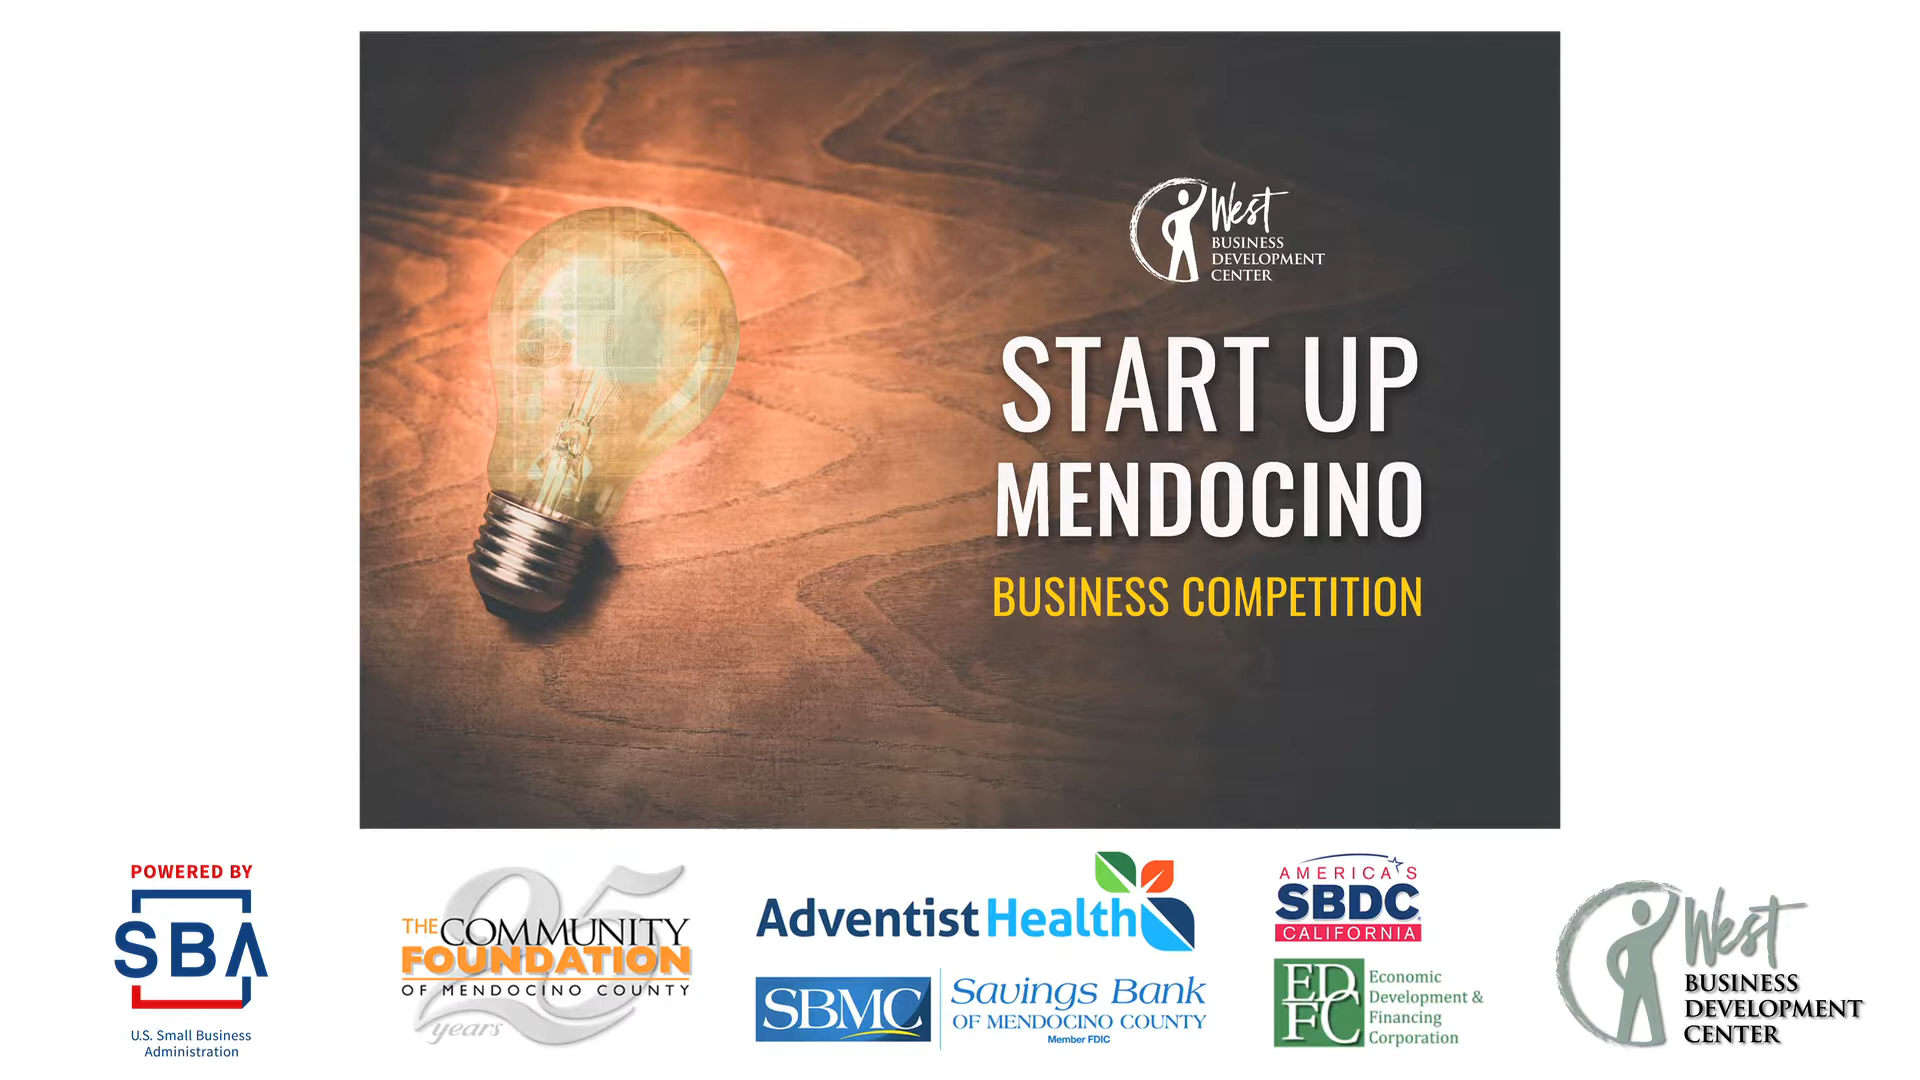 West
BUSINESS
DEVELOPMENT
CENTER
START UP
MENDOCINO
BUSINESS COMPETITION
POWERED BY
SBA
U.S. Small Business
Administration
25
THE COMMUNITY
FOUNDATION
OF MENDOCINO COUNTY
years
Adventist Health
SBMC
Savings Bank
OF MENDOCINO COUNTY
Member FDIC
AMERICA'S
SBDC
CALIFORNIA
EDFC
Economic
Development &
Financing
Corporation
West
BUSINESS
DEVELOPMENT
CENTER